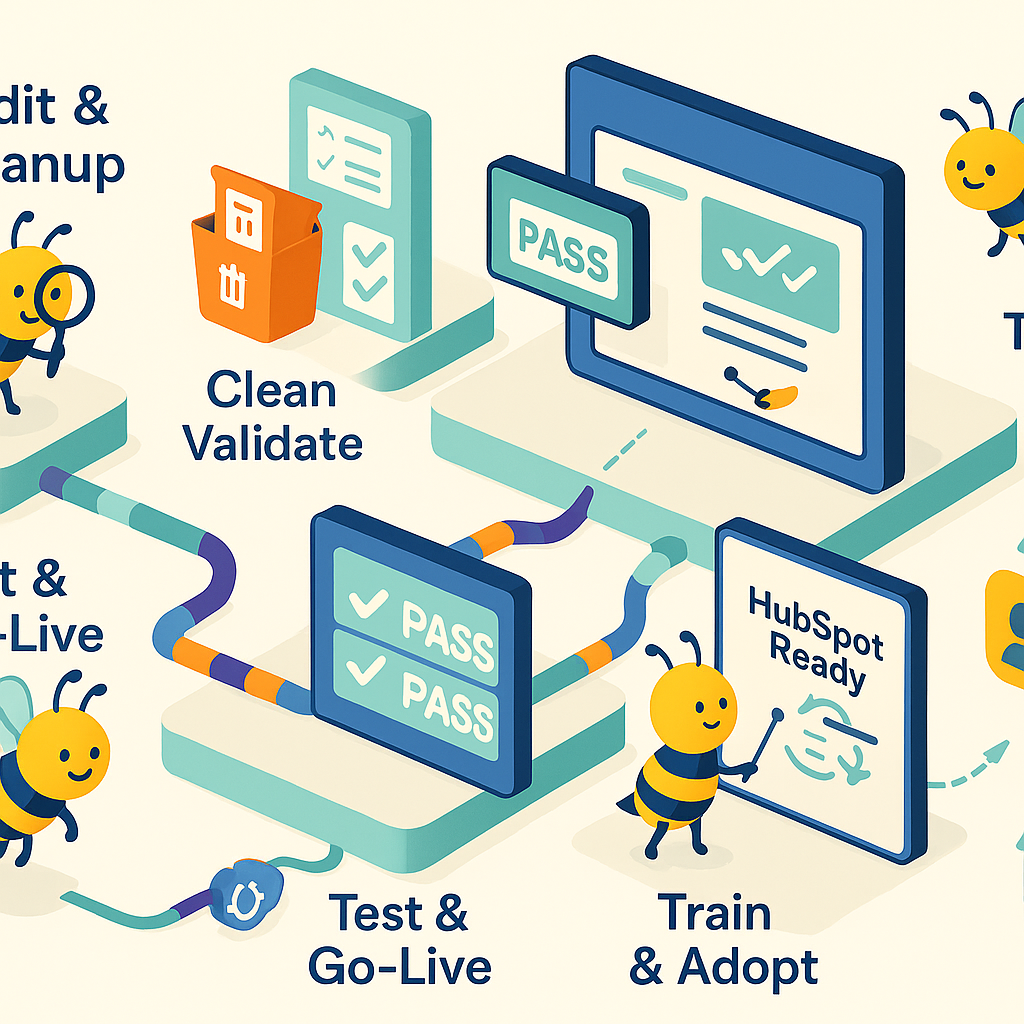 dit &
anup
Clean
Validate
PASS
T
t &
-Live
PASS
PASS
HubSpot
Ready
Test &
Go-Live
Train
& Adopt